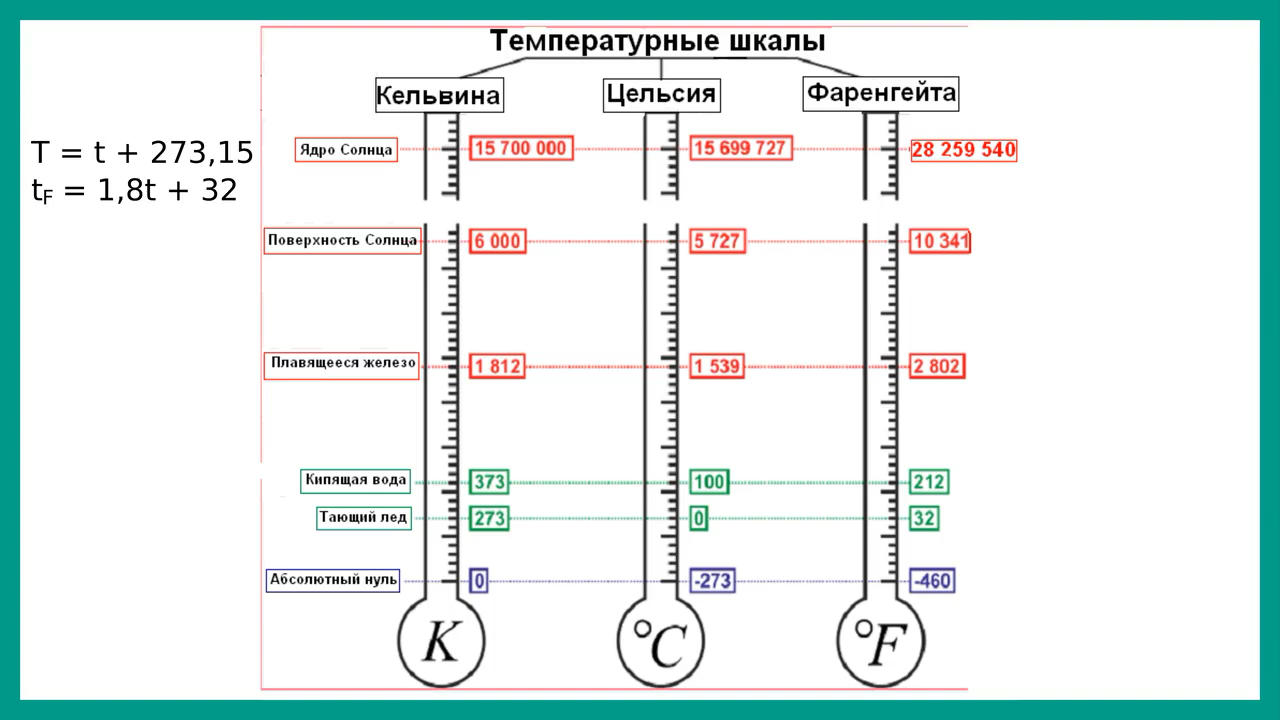 Температурные шкалы
Кельвина
Цельсия
Фаренгейта
T = t + 273,15
tF = 1,8t + 32
Ядро Солнца 15 700 000 15 699 727 28 259 540
Поверхность Солнца 6 000 5 727 10 341
Плавящееся железо 1 812 1 539 2 802
Кипящая вода 373 100 212
Тающий лед 273 0 32
Абсолютный нуль 0 -273 -460
K °C °F